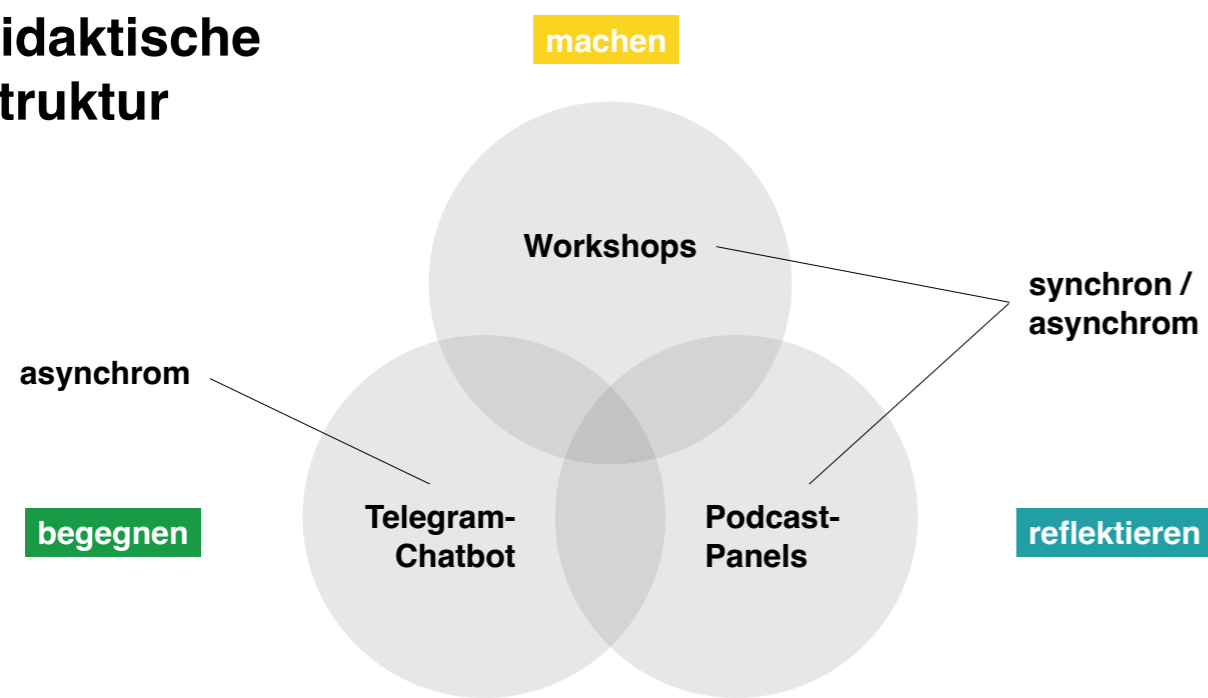 idaktische
truktur
machen
Workshops
synchron /
asynchrom
asynchrom
begegnen
Telegram-
Chatbot
Podcast-
Panels
reflektieren